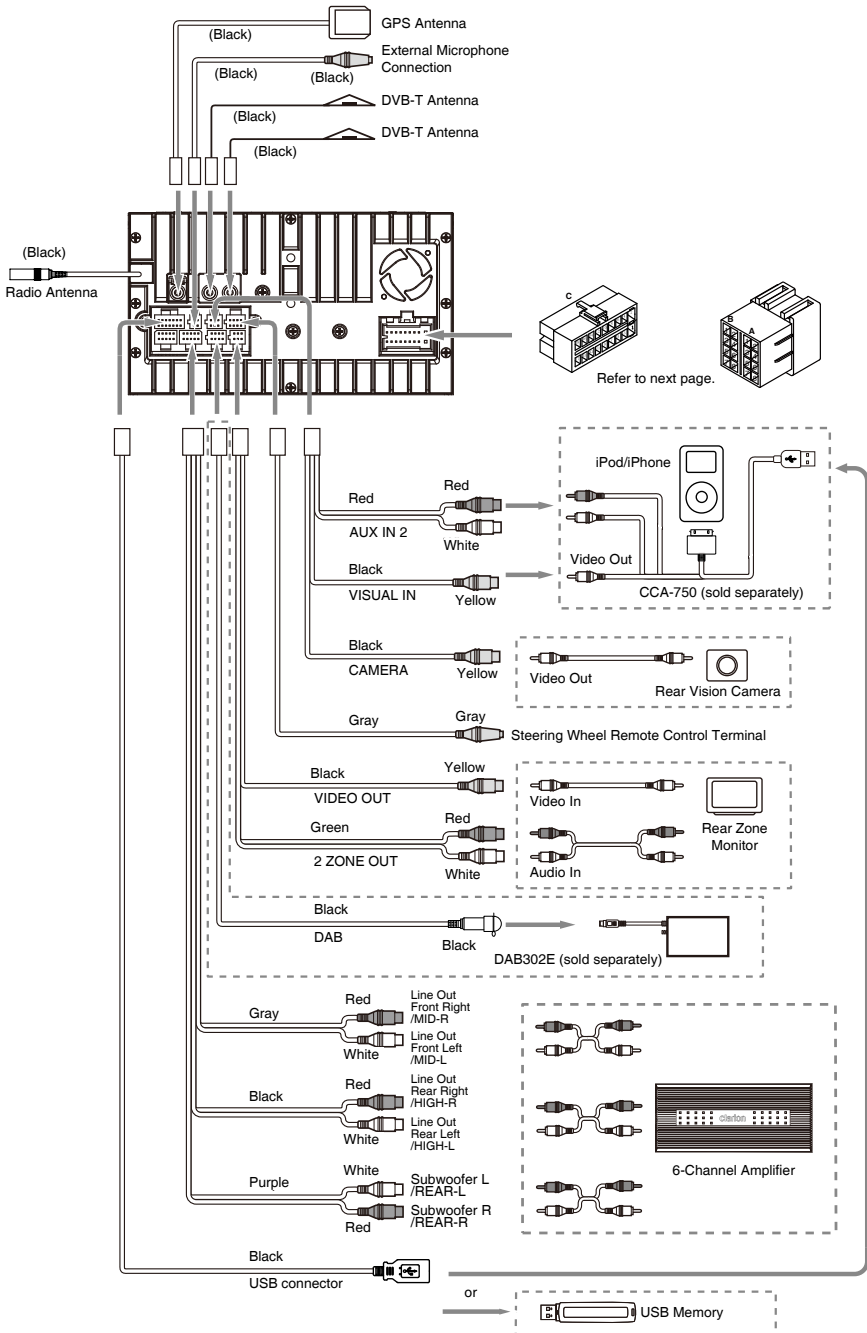 GPS Antenna
(Black)
External Microphone
Connection
(Black)
(Black)
DVB-T Antenna
(Black)
DVB-T Antenna
(Black)
(Black)
Radio Antenna
C
B
A
Refer to next page.
iPod/iPhone
Red
Red
AUX IN 2
White
Video Out
Black
VISUAL IN
Yellow
CCA-750 (sold separately)
Black
CAMERA
Yellow
Video Out
Rear Vision Camera
Gray
Gray
Steering Wheel Remote Control Terminal
Black
Yellow
VIDEO OUT
Video In
Green
Red
2 ZONE OUT
White
Audio In
Rear Zone
Monitor
Black
DAB
Black
DAB302E (sold separately)
Gray
Red
Line Out
Front Right
/MID-R
White
Line Out
Front Left
/MID-L
Black
Red
Line Out
Rear Right
/HIGH-R
White
Line Out
Rear Left
/HIGH-L
clarion
6-Channel Amplifier
Purple
White
Subwoofer L
/REAR-L
Red
Subwoofer R
/REAR-R
Black
USB connector
or
USB Memory